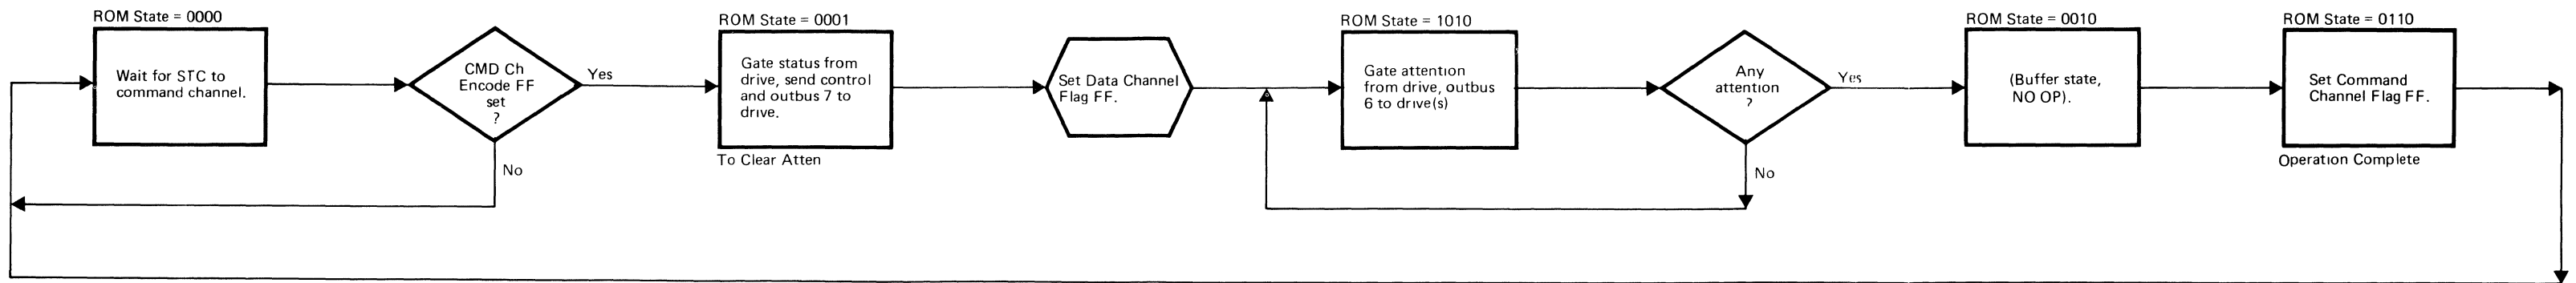 ROM State = 0000
Wait for STC to
command channel.
CMD Ch
Encode FF
set
?
Yes
No
ROM State = 0001
Gate status from
drive, send control
and outbus 7 to
drive.
To Clear Atten
Set Data Channel
Flag FF.
ROM State = 1010
Gate attention
from drive, outbus
6 to drive(s)
Any
attention
?
Yes
No
ROM State = 0010
(Buffer state,
NO OP).
ROM State = 0110
Set Command
Channel Flag FF.
Operation Complete